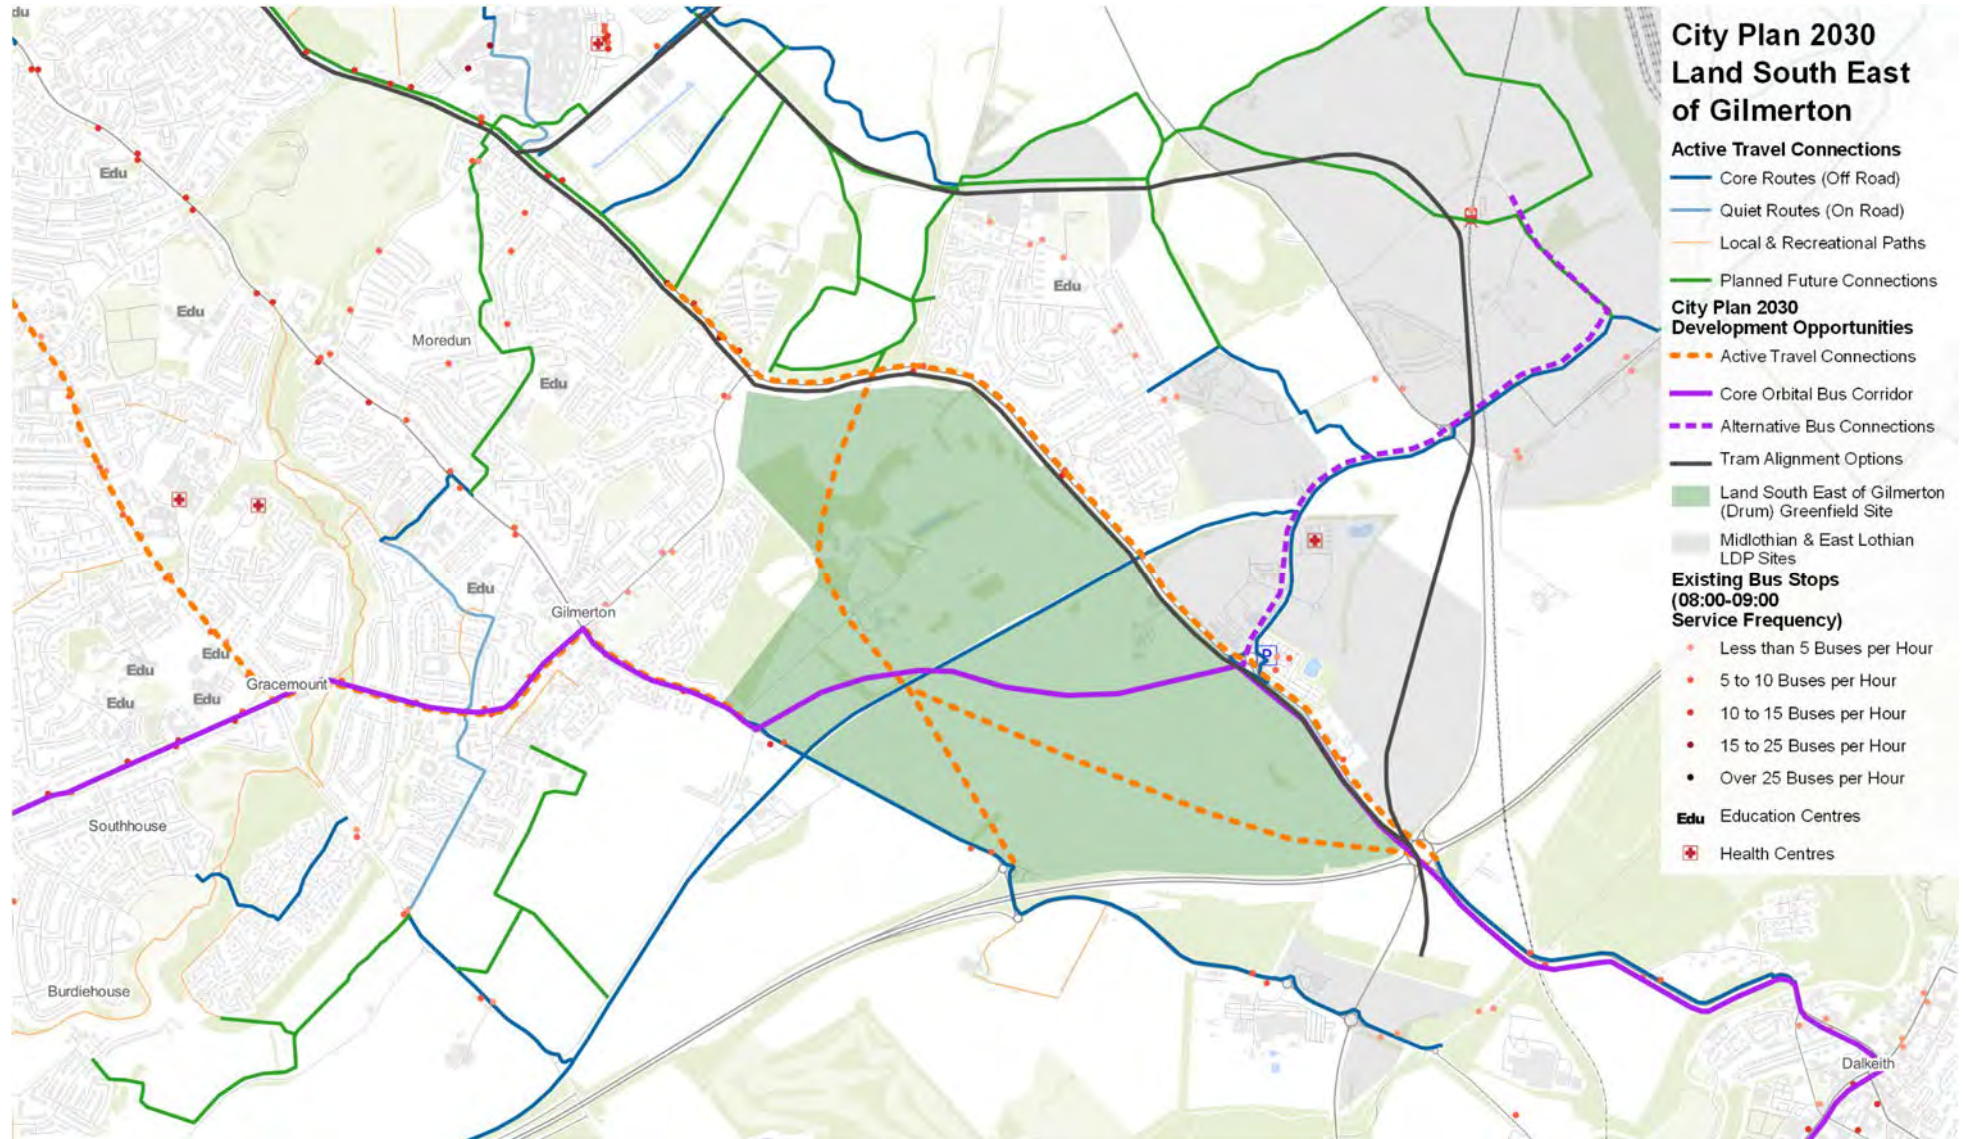 City Plan 2030
Land South East
of Gilmerton
Active Travel Connections
Core Routes (Off Road)
Quiet Routes (On Road)
Local & Recreational Paths
Planned Future Connections
City Plan 2030
Development Opportunities
Active Travel Connections
Core Orbital Bus Corridor
Alternative Bus Connections
Tram Alignment Options
Land South East of Gilmerton
(Drum) Greenfield Site
Midlothian & East Lothian
LDP Sites
Existing Bus Stops
(08:00-09:00
Service Frequency)
Less than 5 Buses per Hour
5 to 10 Buses per Hour
10 to 15 Buses per Hour
15 to 25 Buses per Hour
Over 25 Buses per Hour
Edu Education Centres
Health Centres
du
Edu
Edu
Edu
Moredun
Edu
Edu
Gilmerton
Edu
Edu
Gracemount
Edu
Edu
P
Southhouse
Burdiehouse
Dalkeith